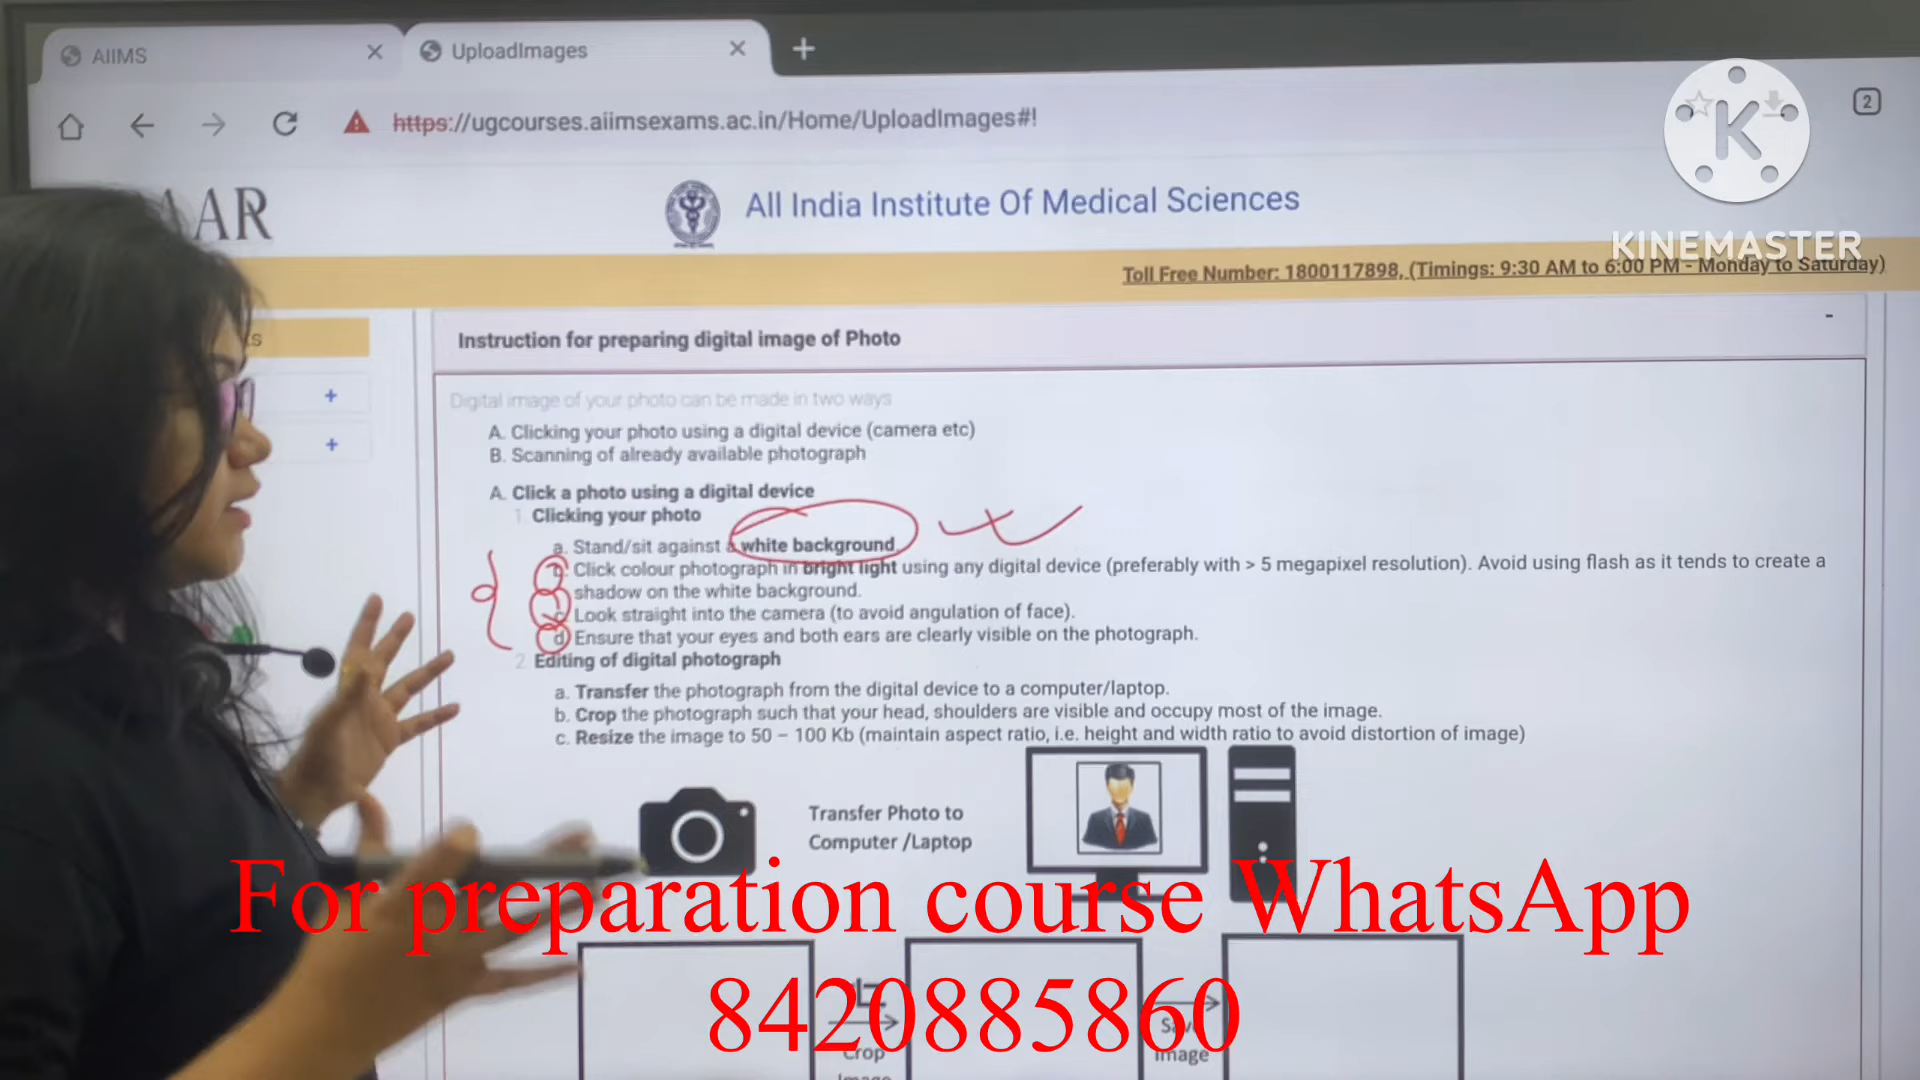 AIIMS
UploadImages
https://ugcourses.aiimsexams.ac.in/Home/UploadImages#!
2
K
KINEMASTER
AAR
All India Institute Of Medical Sciences
Toll Free Number: 1800117898, (Timings: 9:30 AM to 6:00 PM - Monday to Saturday)
Instruction for preparing digital image of Photo
Digital image of your photo can be made in two ways
A. Clicking your photo using a digital device (camera etc)
B. Scanning of already available photograph
A. Click a photo using a digital device
1. Clicking your photo
a. Stand/sit against a white background
b. Click colour photograph in bright light using any digital device (preferably with > 5 megapixel resolution). Avoid using flash as it tends to create a
shadow on the white background.
c. Look straight into the camera (to avoid angulation of face).
d. Ensure that your eyes and both ears are clearly visible on the photograph.
2. Editing of digital photograph
a. Transfer the photograph from the digital device to a computer/laptop.
b. Crop the photograph such that your head, shoulders are visible and occupy most of the image.
c. Resize the image to 50 – 100 Kb (maintain aspect ratio, i.e. height and width ratio to avoid distortion of image)
Transfer Photo to
Computer /Laptop
For preparation course WhatsApp
8420885860
Crop
Save
Image